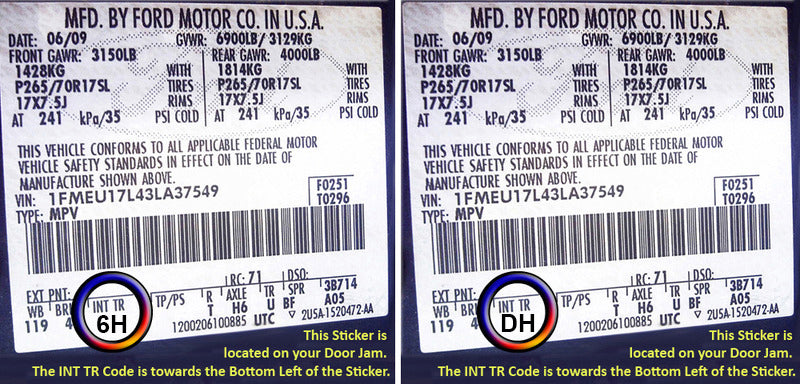 MFD. BY FORD MOTOR CO. IN U.S.A.
DATE: 06/09 GVWR: 6900LB/ 3129KG
FRONT GAWR: 3150LB REAR GAWR: 4000LB
1428KG WITH 1814KG WITH
P265/70R17SL TIRES P265/70R17SL TIRES
17X7.5J RIMS 17X7.5J RIMS
AT 241 kPa/35 PSI COLD AT 241 kPa/35 PSI COLD
THIS VEHICLE CONFORMS TO ALL APPLICABLE FEDERAL MOTOR
VEHICLE SAFETY STANDARDS IN EFFECT ON THE DATE OF
MANUFACTURE SHOWN ABOVE.
VIN: 1FMEU17L43LA37549 F0251
TYPE: MPV T0296
EXT PNT: RC: 71 DSO:
WB INT TR TP/PS R AXLE TR SPR 3B714
119 6H 4 T H6 U BF A05
1200206100885 UTC ▽ 2U5A-1520472-AA
This Sticker is
located on your Door Jam.
The INT TR Code is towards the Bottom Left of the Sticker.
MFD. BY FORD MOTOR CO. IN U.S.A.
DATE: 06/09 GVWR: 6900LB/ 3129KG
FRONT GAWR: 3150LB REAR GAWR: 4000LB
1428KG WITH 1814KG WITH
P265/70R17SL TIRES P265/70R17SL TIRES
17X7.5J RIMS 17X7.5J RIMS
AT 241 kPa/35 PSI COLD AT 241 kPa/35 PSI COLD
THIS VEHICLE CONFORMS TO ALL APPLICABLE FEDERAL MOTOR
VEHICLE SAFETY STANDARDS IN EFFECT ON THE DATE OF
MANUFACTURE SHOWN ABOVE.
VIN: 1FMEU17L43LA37549 F0251
TYPE: MPV T0296
EXT PNT: RC: 71 DSO:
WB INT TR TP/PS R AXLE TR SPR 3B714
119 DH 4 T H6 U BF A05
1200206100885 UTC ▽ 2U5A-1520472-AA
This Sticker is
located on your Door Jam.
The INT TR Code is towards the Bottom Left of the Sticker.